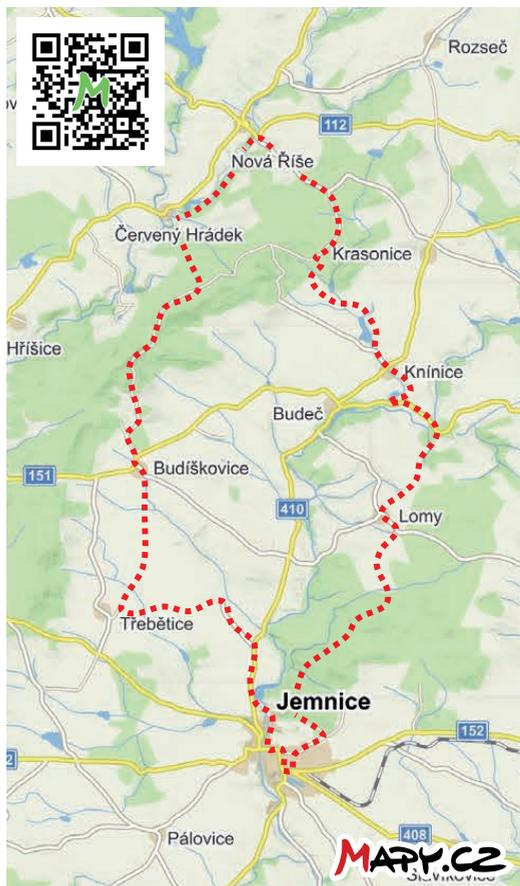 Rozseč
M
112
Nová Říše
Červený Hrádek
Krasonice
Hříšice
Knínice
Budeč
Budíškovice
151
410
Lomy
Třebětice
Jemnice
152
2
Pálovice
408
MAPY.CZ